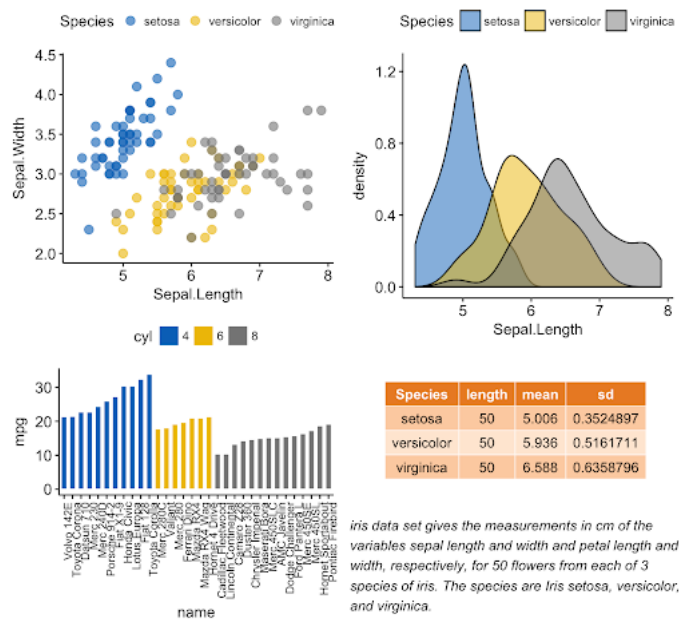 Species setosa versicolor virginica
4.5
4.0
3.5
3.0
2.5
2.0
Sepal.Width
5 6 7 8
Sepal.Length
Species setosa versicolor virginica
1.2
0.8
0.4
0.0
density
5 6 7 8
Sepal.Length
cyl 4 6 8
30
20
10
0
mpg
Volvo 142E
Toyota Corona
Datsun 710
Merc 230
Merc 240D
Porsche 914-2
Fiat X1-9
Honda Civic
Lotus Europa
Fiat 128
Toyota Corolla
Merc 280C
Valiant
Merc 280
Ferrari Dino
Mazda RX4
Mazda RX4 Wag
Hornet 4 Drive
Cadillac Fleetwood
Lincoln Continental
Camaro Z28
Duster 360
Chrysler Imperial
Maserati Bora
Merc 450SLC
AMC Javelin
Dodge Challenger
Ford Pantera L
Merc 450SE
Merc 450SL
Hornet Sportabout
Pontiac Firebird
name
Species length mean sd
setosa 50 5.006 0.3524897
versicolor 50 5.936 0.5161711
virginica 50 6.588 0.6358796
iris data set gives the measurements in cm of the
variables sepal length and width and petal length and
width, respectively, for 50 flowers from each of 3
species of iris. The species are Iris setosa, versicolor,
and virginica.